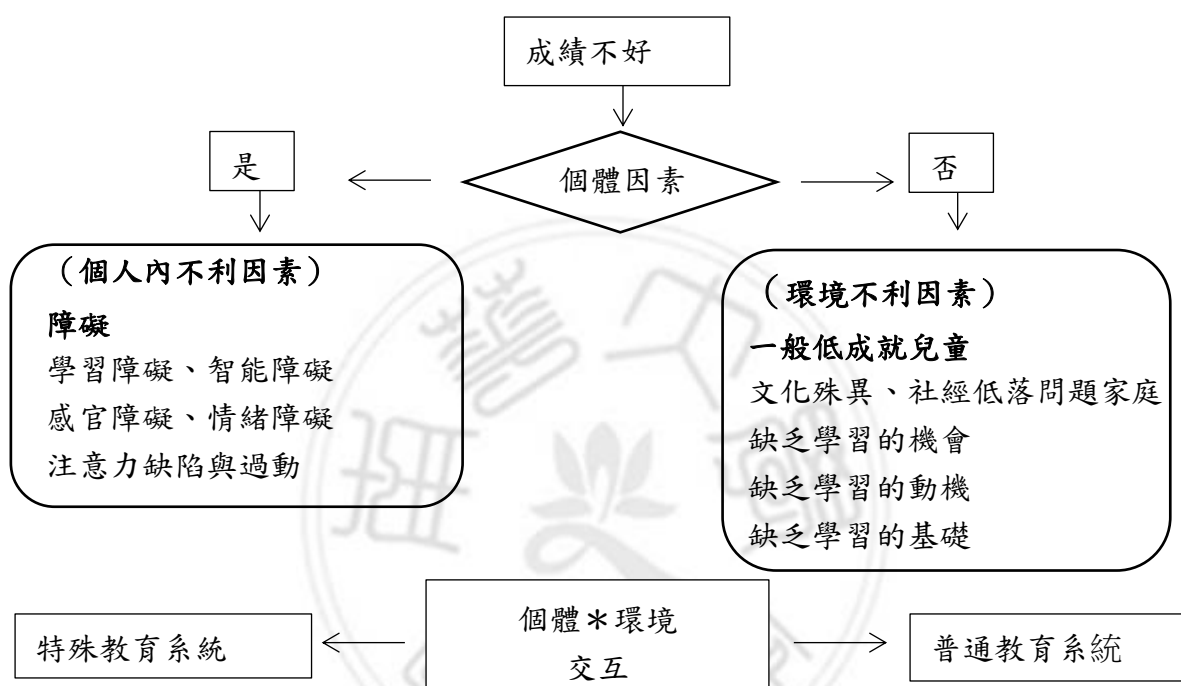 成績不好
是
個體因素
否
（個人內不利因素）
障礙
學習障礙、智能障礙
感官障礙、情緒障礙
注意力缺陷與過動
（環境不利因素）
一般低成就兒童
文化殊異、社經低落問題家庭
缺乏學習的機會
缺乏學習的動機
缺乏學習的基礎
特殊教育系統
個體＊環境
交互
普通教育系統